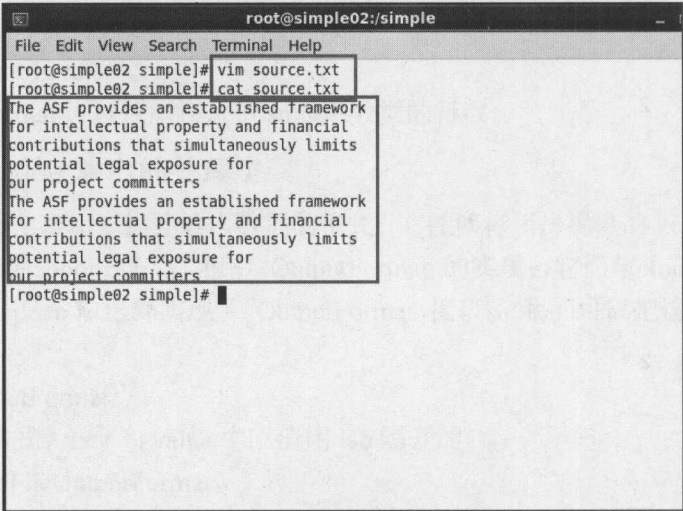 root@simple02:/simple
File Edit View Search Terminal Help
[root@simple02 simple]# vim source.txt
[root@simple02 simple]# cat source.txt
The ASF provides an established framework
for intellectual property and financial
contributions that simultaneously limits
potential legal exposure for
our project committers
The ASF provides an established framework
for intellectual property and financial
contributions that simultaneously limits
potential legal exposure for
our project committers
[root@simple02 simple]#